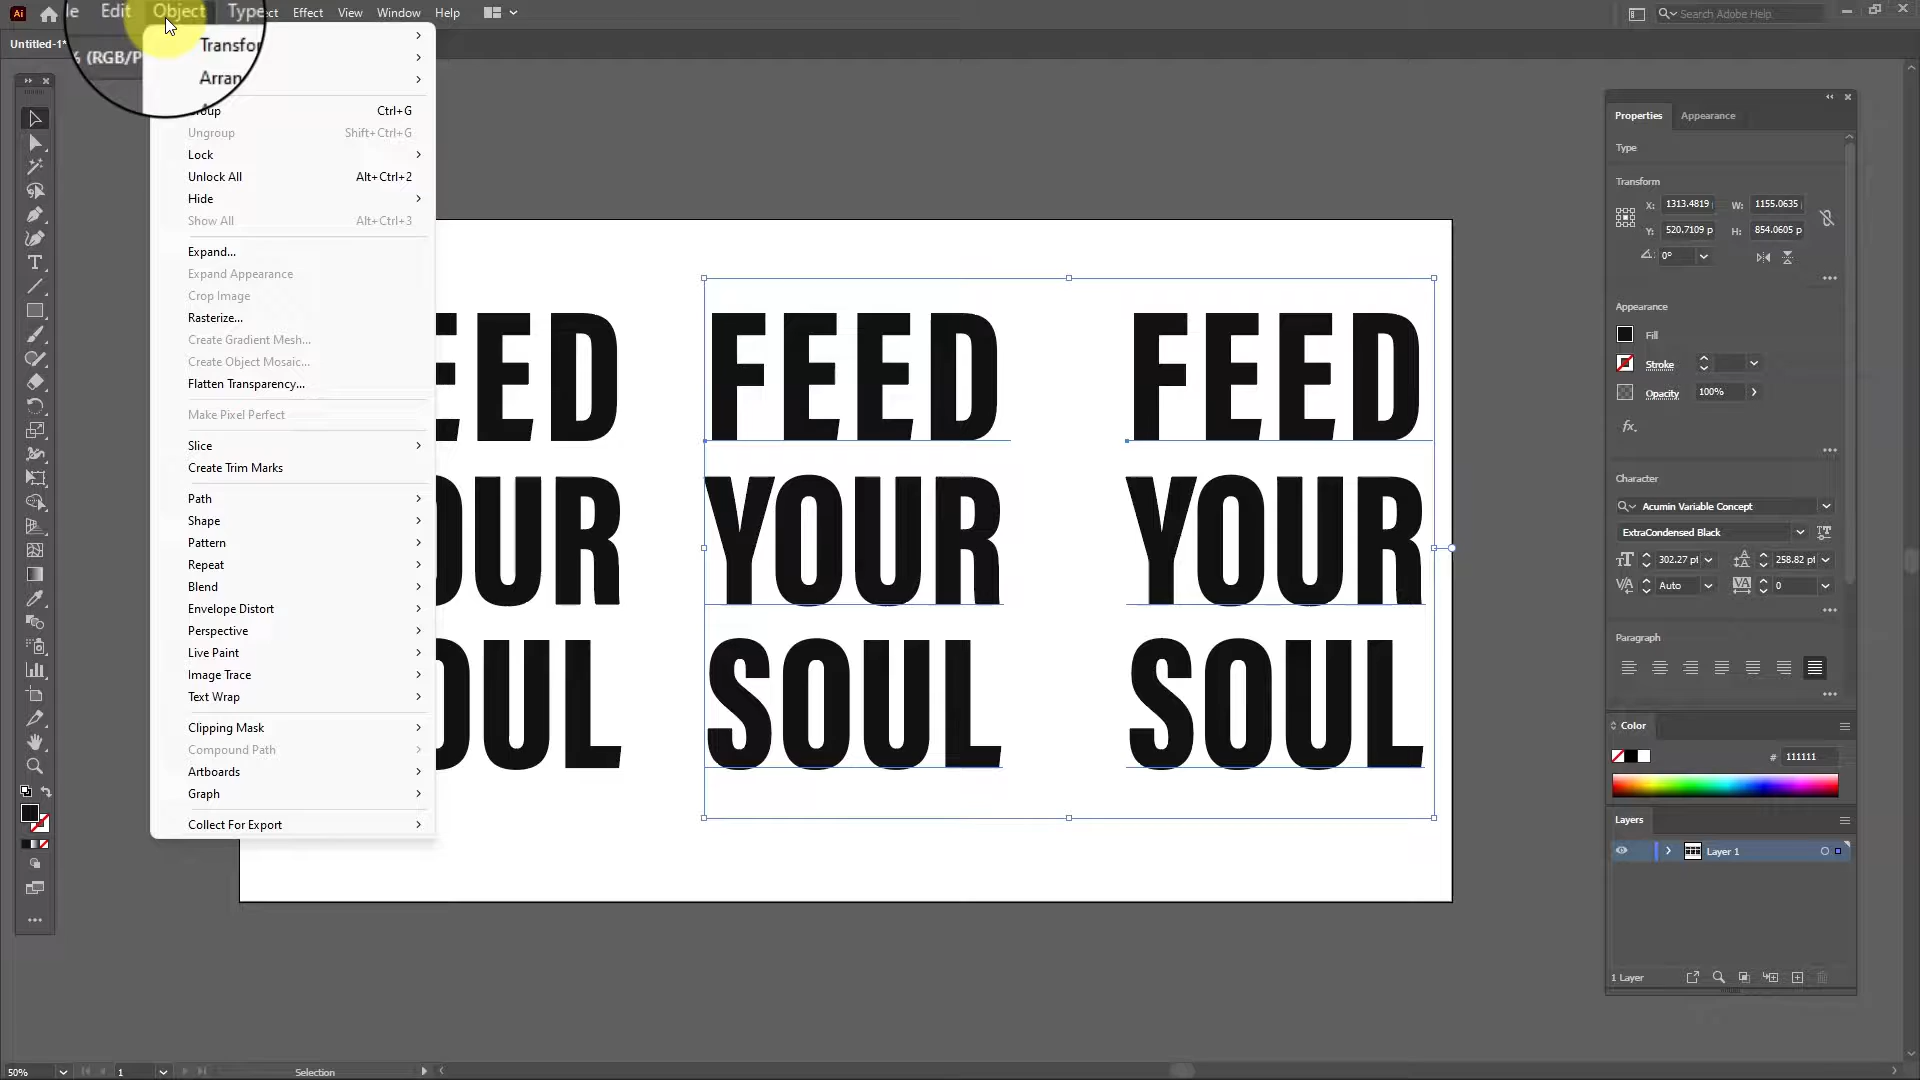 Ai le Edit Object Type ect Effect View Window Help Search Adobe Help
Untitled-1* % (RGB/P
Transfor
Arran
roup Ctrl+G
Ungroup Shift+Ctrl+G
Lock
Unlock All Alt+Ctrl+2
Hide
Show All Alt+Ctrl+3
Expand...
Expand Appearance
Crop Image
Rasterize...
Create Gradient Mesh...
Create Object Mosaic...
Flatten Transparency...
Make Pixel Perfect
Slice
Create Trim Marks
Path
Shape
Pattern
Repeat
Blend
Envelope Distort
Perspective
Live Paint
Image Trace
Text Wrap
Clipping Mask
Compound Path
Artboards
Graph
Collect For Export
EED
OUR
OUL
FEED
YOUR
SOUL
FEED
YOUR
SOUL
Properties Appearance
Type
Transform
X: 1313.4819 W: 1155.0635
Y: 520.7109 p H: 854.0605 p
0°
Appearance
Fill
Stroke
Opacity 100%
fx.
Character
Acumin Variable Concept
ExtraCondensed Black
302.27 pt 258.82 pt
Auto 0
Paragraph
Color
# 111111
Layers
Layer 1
1 Layer
50% 1 Selection